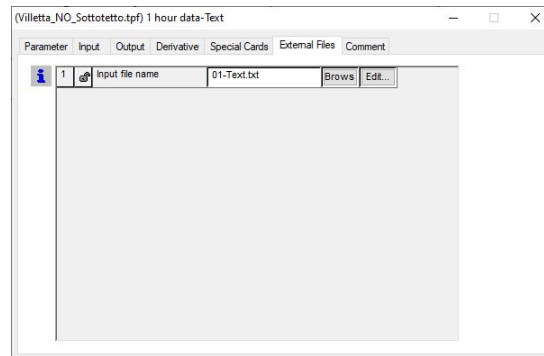 (Villetta_NO_Sottotetto.tpf) 1 hour data-Text
Parameter Input Output Derivative Special Cards External Files Comment
i 1 Input file name 01-Text.txt Brows Edit...